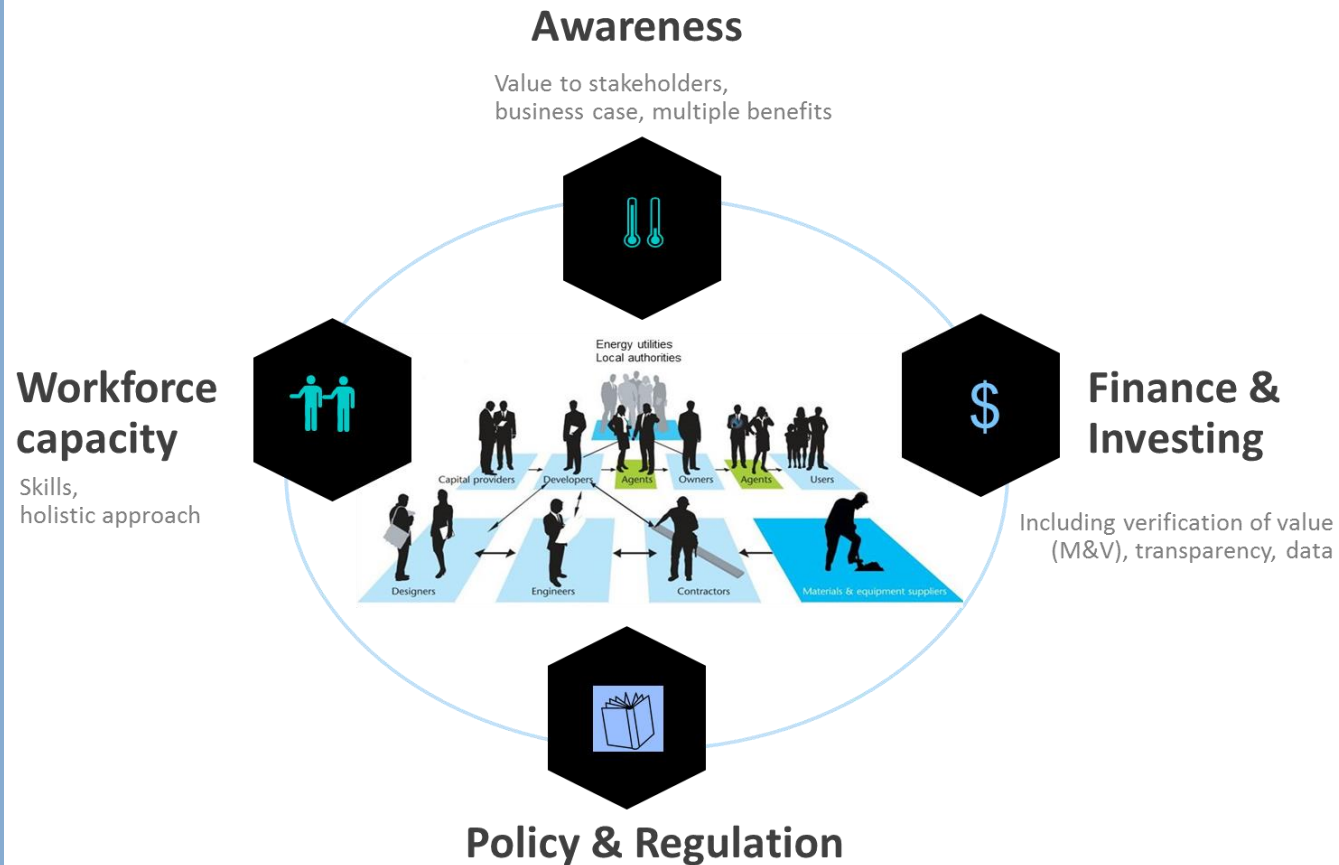 Awareness
Value to stakeholders,
business case, multiple benefits
Energy utilities
Local authorities
Workforce
capacity
Skills,
holistic approach
$
Finance &
Investing
Including verification of value
(M&V), transparency, data
Capital providers
Developers
Agents
Owners
Agents
Users
Designers
Engineers
Contractors
Materials & equipment suppliers
Policy & Regulation